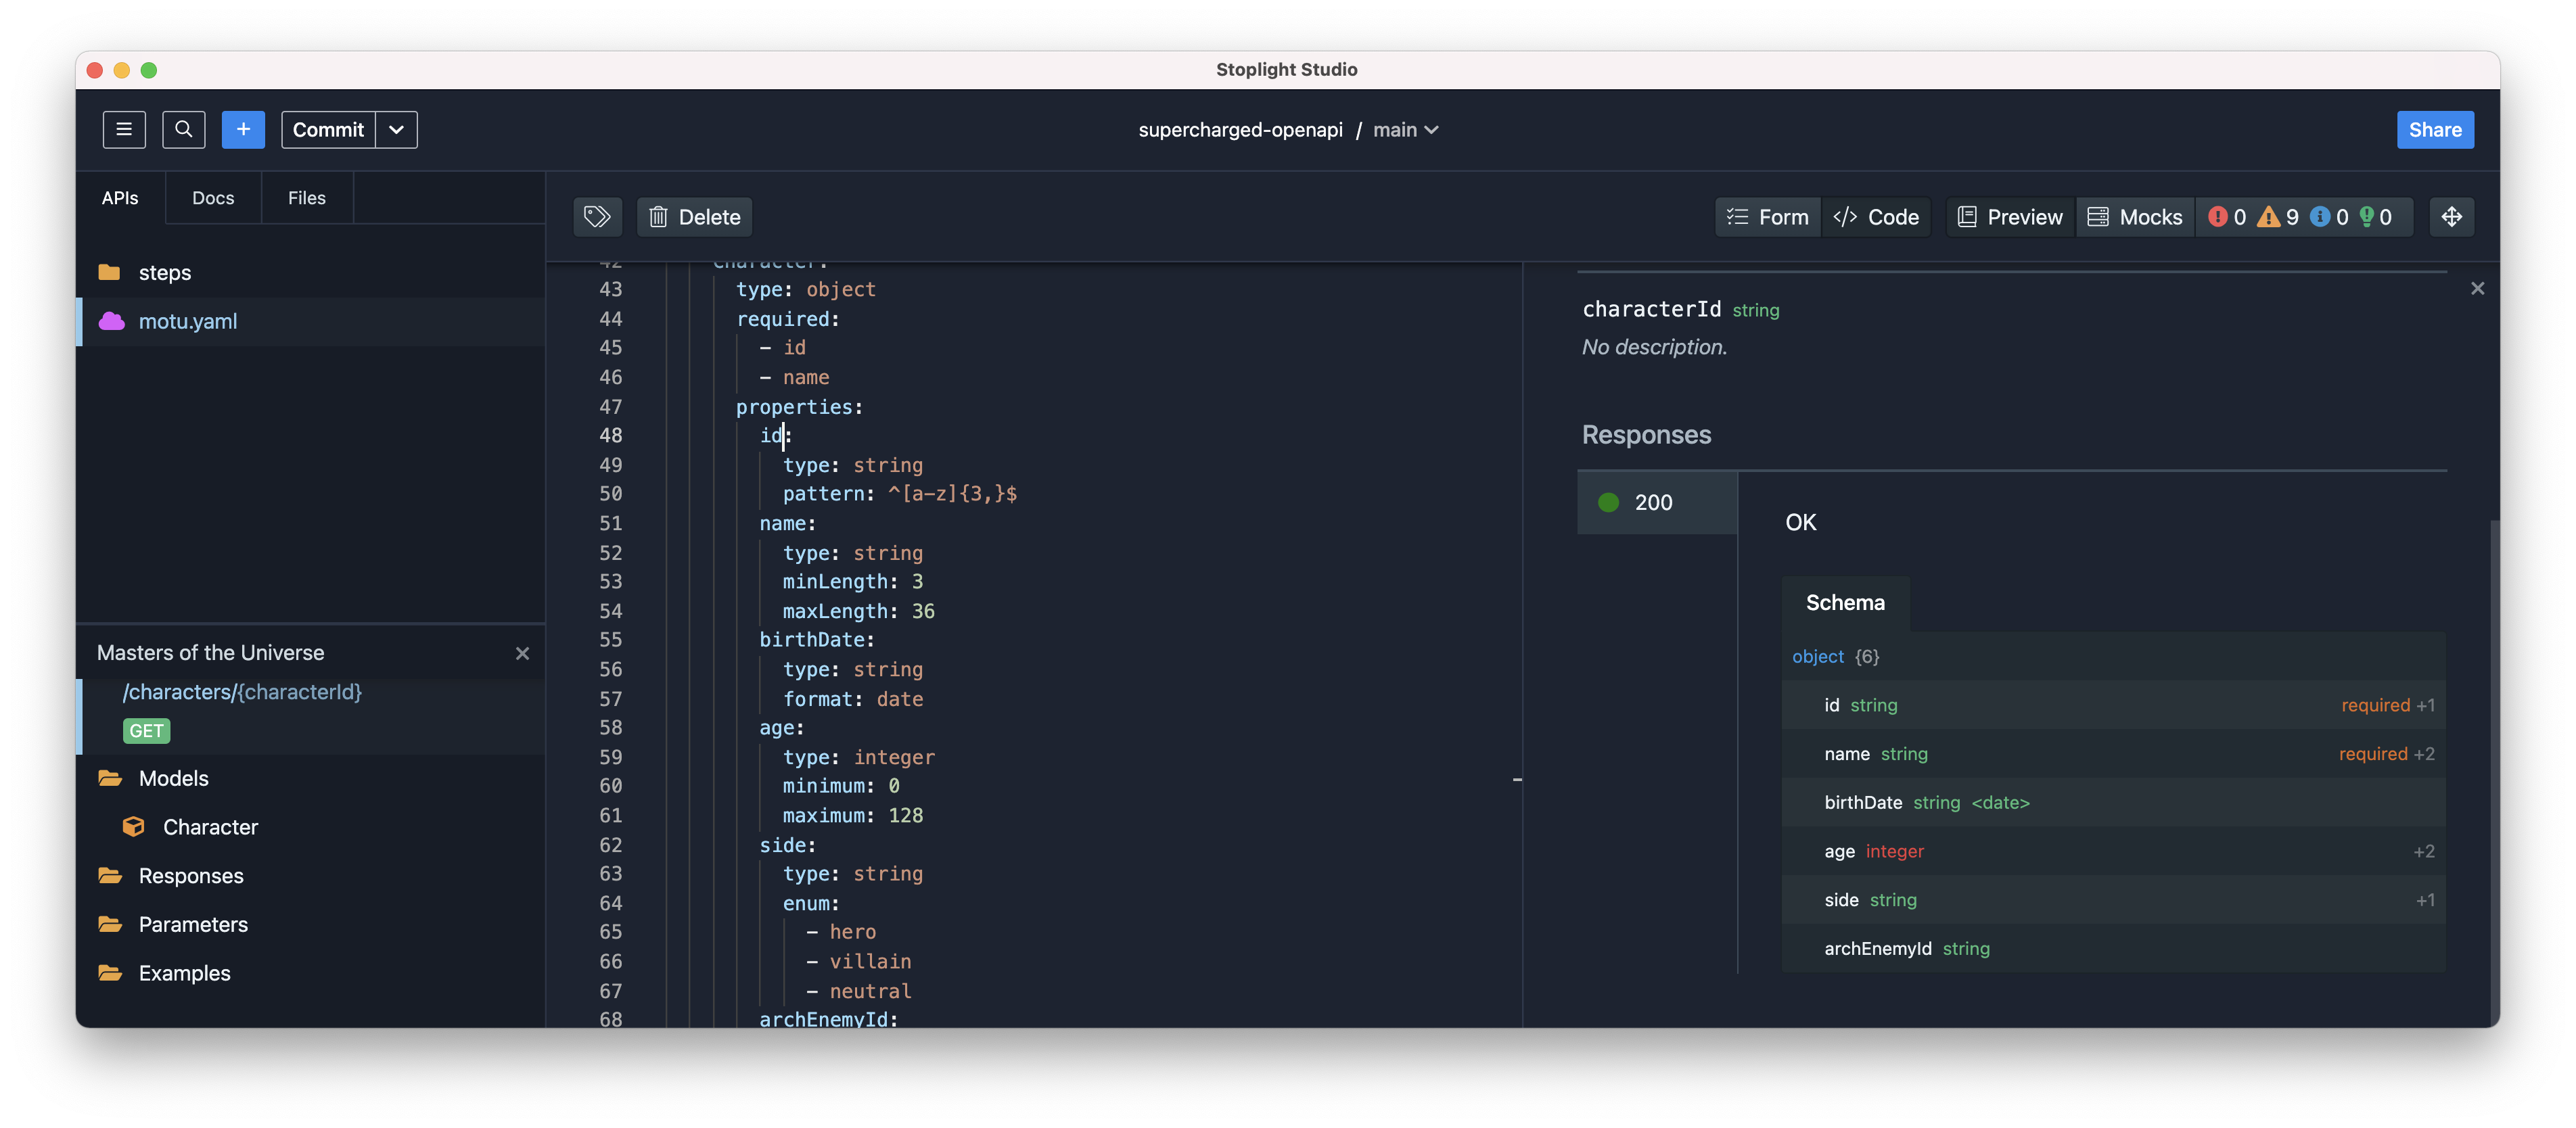 Stoplight Studio
Commit
supercharged-openapi / main
Share
APIs
Docs
Files
steps
motu.yaml
Masters of the Universe
/characters/{characterId}
GET
Models
Character
Responses
Parameters
Examples
Delete
Form
</> Code
Preview
Mocks
0
9
0
0
42 Character:
43 type: object
44 required:
45 - id
46 - name
47 properties:
48 id:
49 type: string
50 pattern: ^[a-z]{3,}$
51 name:
52 type: string
53 minLength: 3
54 maxLength: 36
55 birthDate:
56 type: string
57 format: date
58 age:
59 type: integer
60 minimum: 0
61 maximum: 128
62 side:
63 type: string
64 enum:
65 - hero
66 - villain
67 - neutral
68 archEnemyId:
characterId string
No description.
Responses
200
OK
Schema
object {6}
id string required +1
name string required +2
birthDate string <date>
age integer +2
side string +1
archEnemyId string